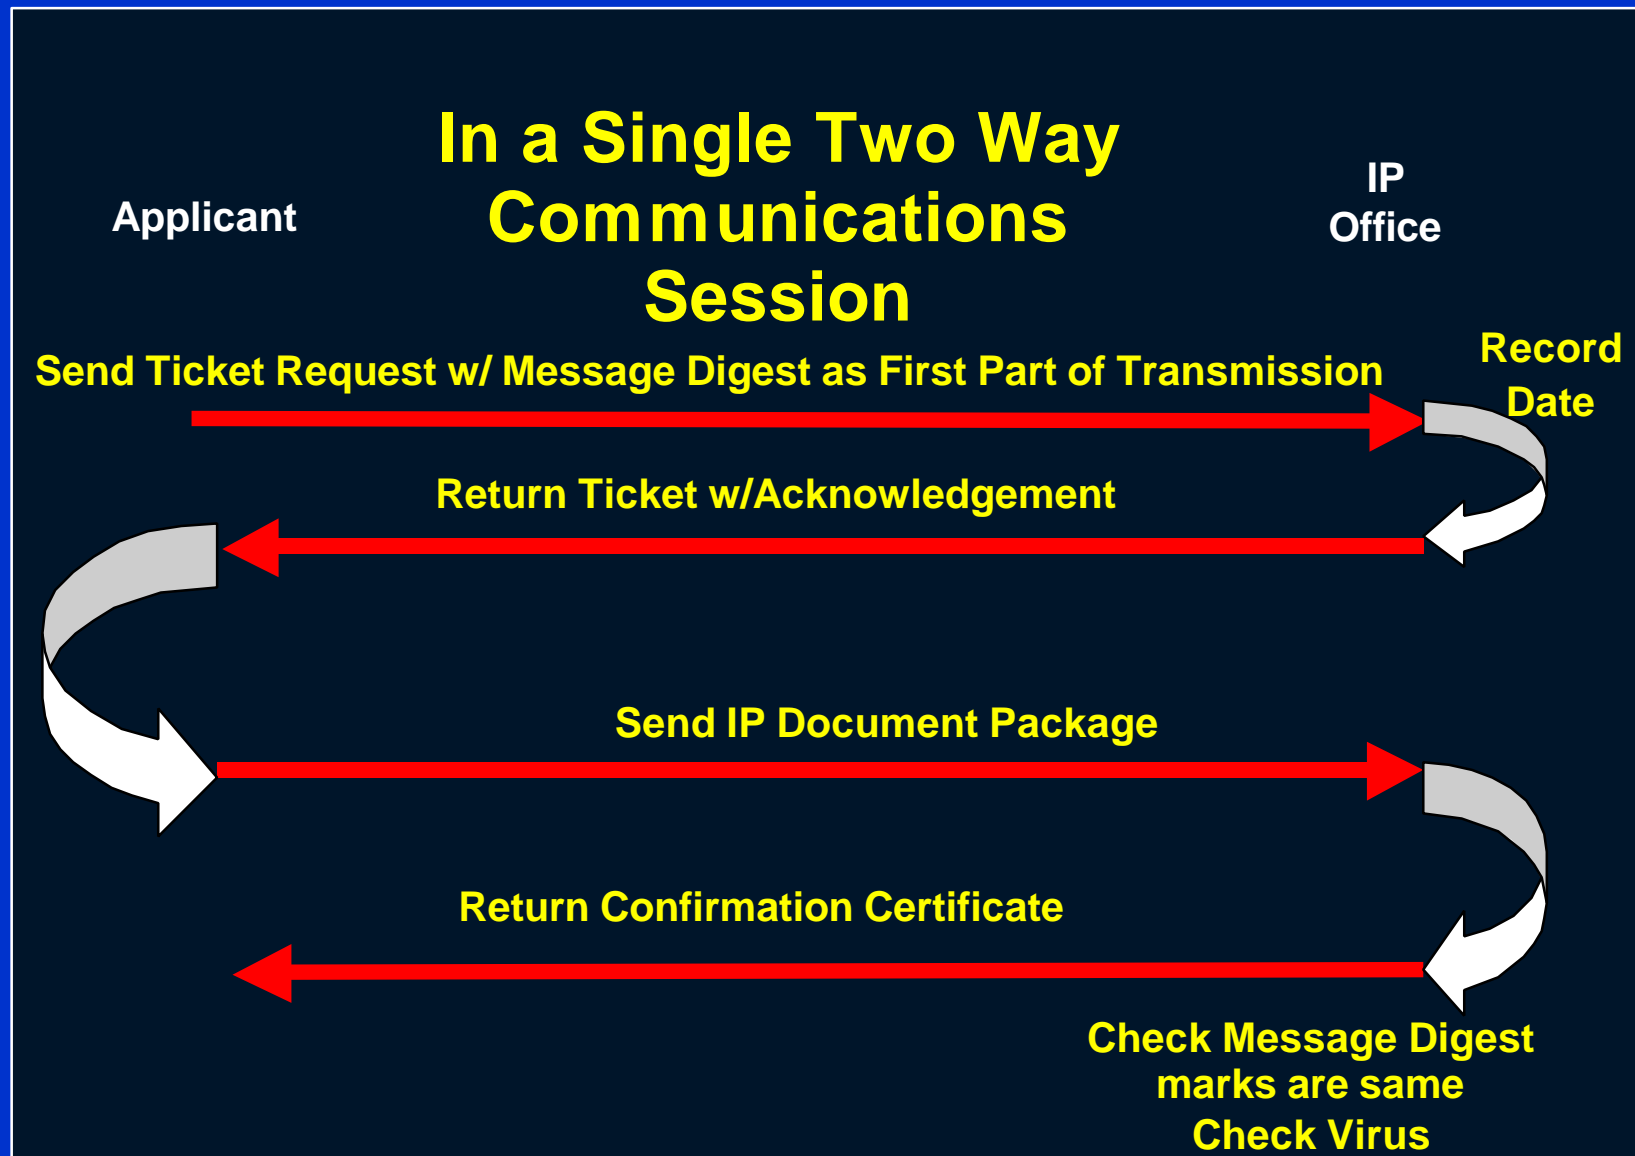 In a Single Two Way
Communications
Session
Applicant
IP
Office
Send Ticket Request w/ Message Digest as First Part of Transmission
Record
Date
Return Ticket w/Acknowledgement
Send IP Document Package
Return Confirmation Certificate
Check Message Digest
marks are same
Check Virus